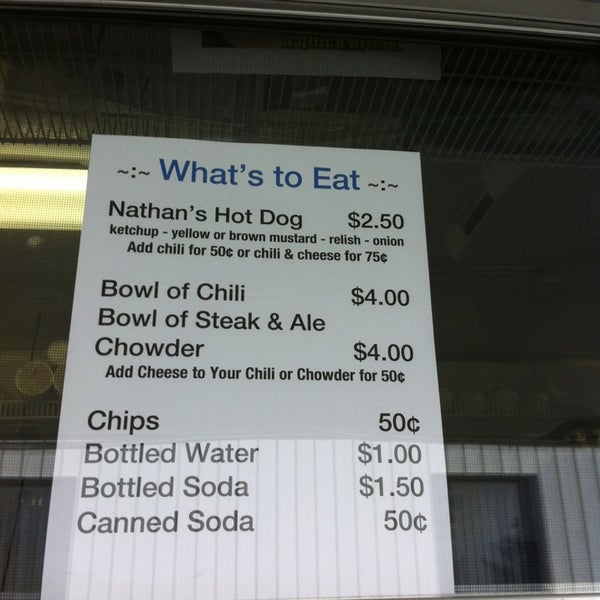 ~:~ What's to Eat ~:~
Nathan's Hot Dog $2.50
ketchup - yellow or brown mustard - relish - onion
Add chili for 50¢ or chili & cheese for 75¢
Bowl of Chili $4.00
Bowl of Steak & Ale
Chowder $4.00
Add Cheese to Your Chili or Chowder for 50¢
Chips 50¢
Bottled Water $1.00
Bottled Soda $1.50
Canned Soda 50¢